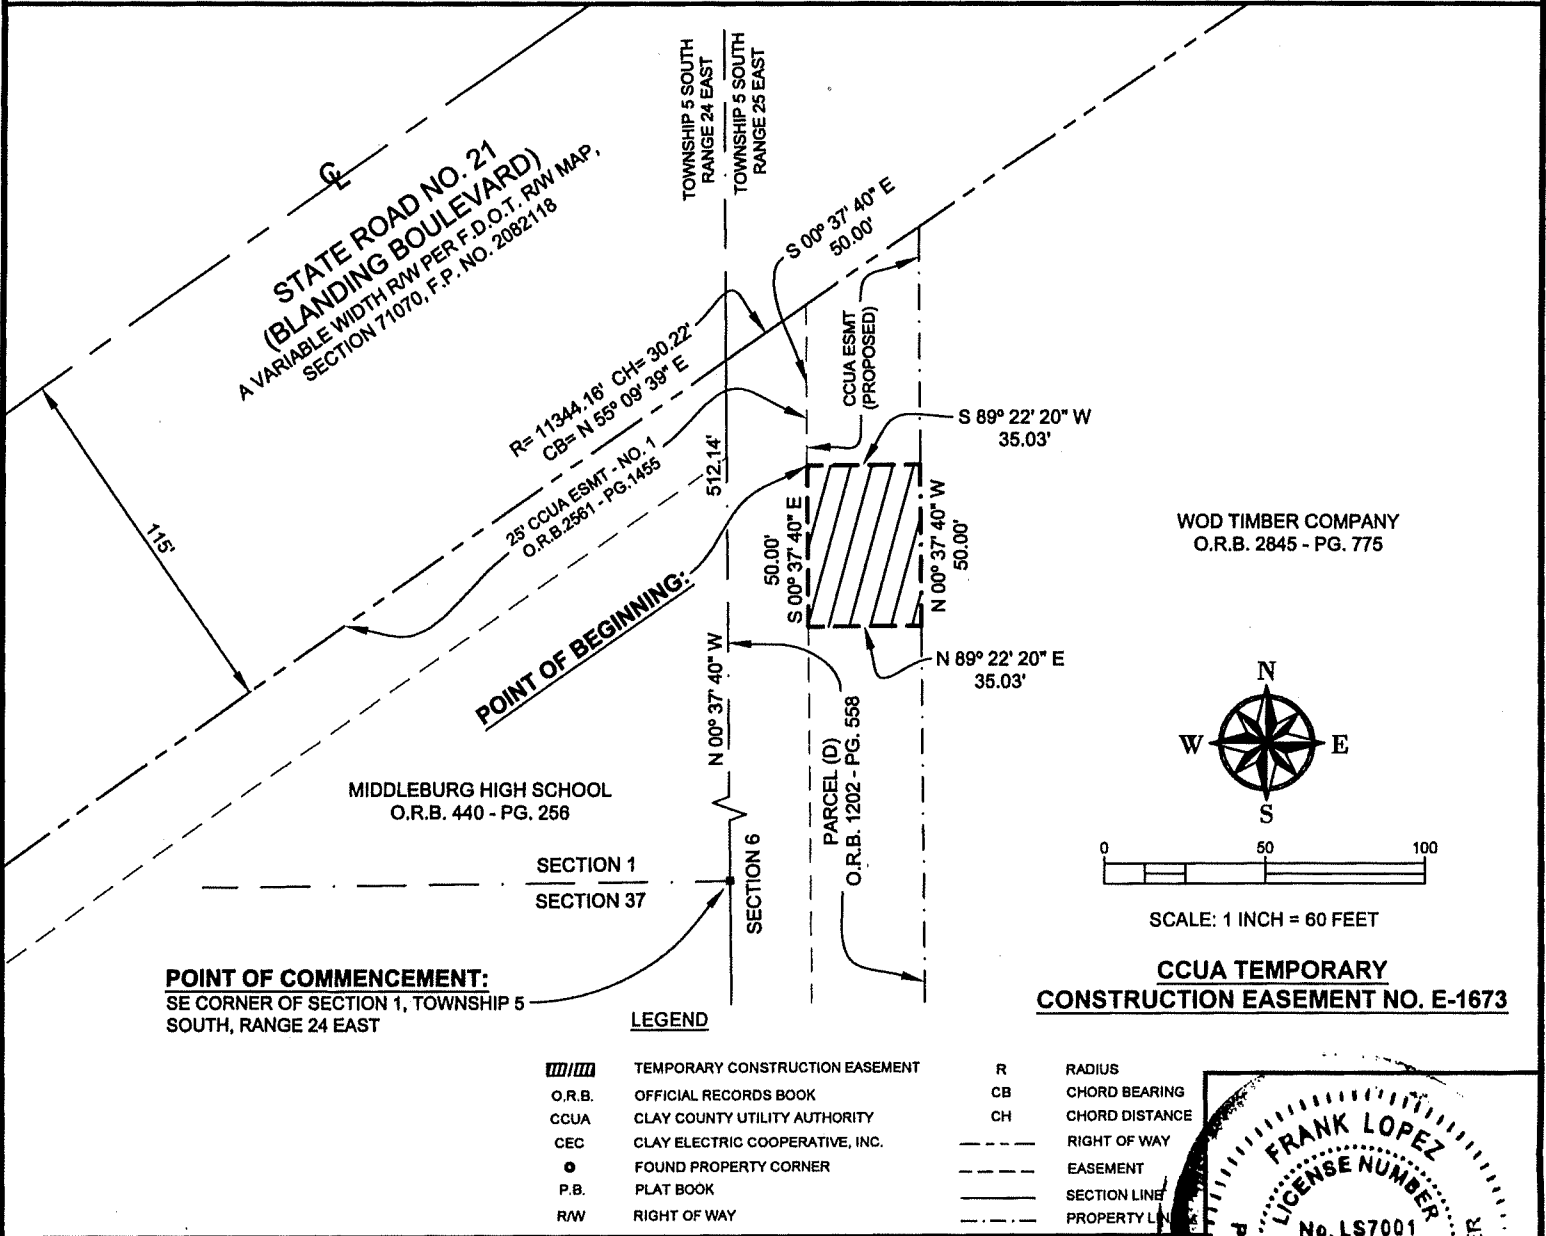 TOWNSHIP 5 SOUTH
RANGE 24 EAST
TOWNSHIP 5 SOUTH
RANGE 25 EAST
STATE ROAD NO. 21
(BLANDING BOULEVARD)
A VARIABLE WIDTH R/W PER F.D.O.T. R/W MAP,
SECTION 71070, F.P. NO. 2082118
S 00º 37' 40" E
50.00'
R= 11344.16' CH= 30.22'
CB= N 55º 09' 39" E
CCUA ESMT
(PROPOSED)
S 89º 22' 20" W
35.03'
25' CCUA ESMT - NO. 1
O.R.B.2561 - PG.1455
512.14'
115'
50.00'
S 00º 37' 40" E
N 00º 37' 40" W
50.00'
WOD TIMBER COMPANY
O.R.B. 2845 - PG. 775
POINT OF BEGINNING:
N 00º 37' 40" W
N 89º 22' 20" E
35.03'
PARCEL (D)
O.R.B. 1202 - PG. 558
MIDDLEBURG HIGH SCHOOL
O.R.B. 440 - PG. 256
N
W E
S
SECTION 1
SECTION 37
SECTION 6
0 50 100
SCALE: 1 INCH = 60 FEET
POINT OF COMMENCEMENT:
SE CORNER OF SECTION 1, TOWNSHIP 5
SOUTH, RANGE 24 EAST
CCUA TEMPORARY
CONSTRUCTION EASEMENT NO. E-1673
LEGEND
TEMPORARY CONSTRUCTION EASEMENT
O.R.B. OFFICIAL RECORDS BOOK
CCUA CLAY COUNTY UTILITY AUTHORITY
CEC CLAY ELECTRIC COOPERATIVE, INC.
FOUND PROPERTY CORNER
P.B. PLAT BOOK
R/W RIGHT OF WAY
R RADIUS
CB CHORD BEARING
CH CHORD DISTANCE
RIGHT OF WAY
EASEMENT
SECTION LINE
PROPERTY
FRANK LOPEZ
LICENSE NUMBER
No. LS7001